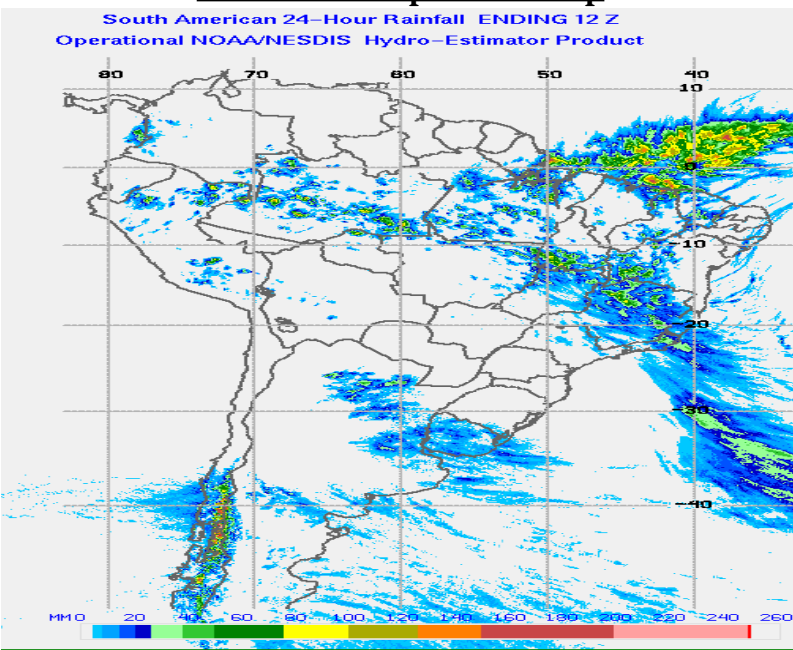 South American 24-Hour Rainfall ENDING 12 Z
Operational NOAA/NESDIS Hydro-Estimator Product
80 70 60 50 40
10
0
-10
-20
-30
-40
MM 0 20 40 60 80 100 120 140 160 180 200 220 240 260